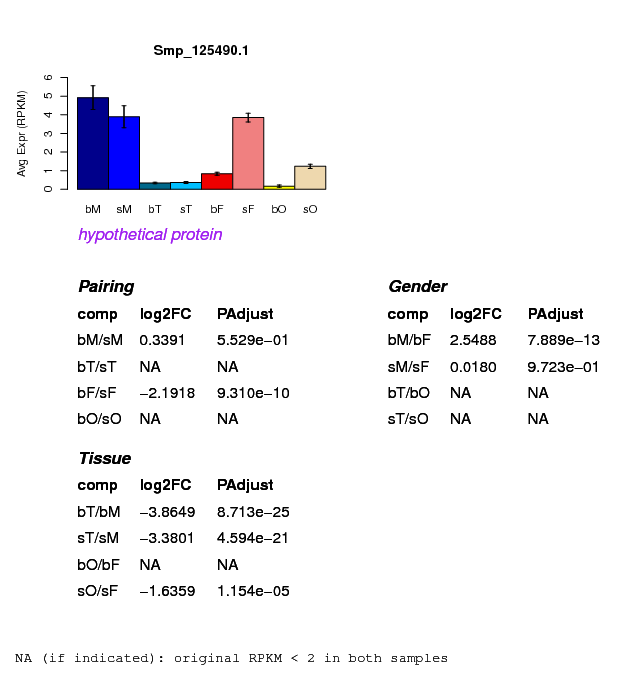 Smp_125490.1
Avg Expr (RPKM)
6
5
4
3
2
1
0
bM sM bT sT bF sF bO sO
hypothetical protein
Pairing
comp log2FC PAdjust
bM/sM 0.3391 5.529e−01
bT/sT NA NA
bF/sF −2.1918 9.310e−10
bO/sO NA NA
Gender
comp log2FC PAdjust
bM/bF 2.5488 7.889e−13
sM/sF 0.0180 9.723e−01
bT/bO NA NA
sT/sO NA NA
Tissue
comp log2FC PAdjust
bT/bM −3.8649 8.713e−25
sT/sM −3.3801 4.594e−21
bO/bF NA NA
sO/sF −1.6359 1.154e−05
NA (if indicated): original RPKM < 2 in both samples